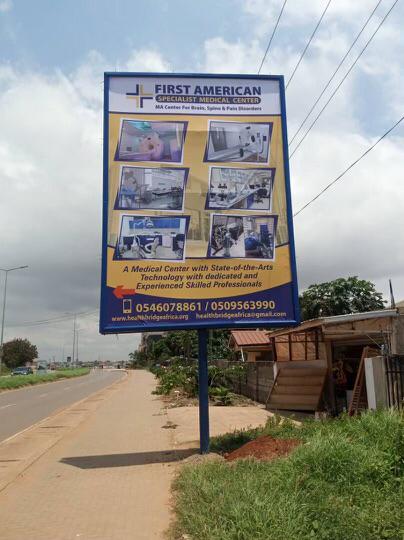 FIRST AMERICAN
SPECIALIST MEDICAL CENTER
MA Center For Brain, Spine & Pain Disorders
A Medical Center with State-of-the-Arts
Technology with dedicated and
Experienced Skilled Professionals
0546078861 / 0509563990
www.healthbridgeafrica.org healthbridgeafrica@gmail.com